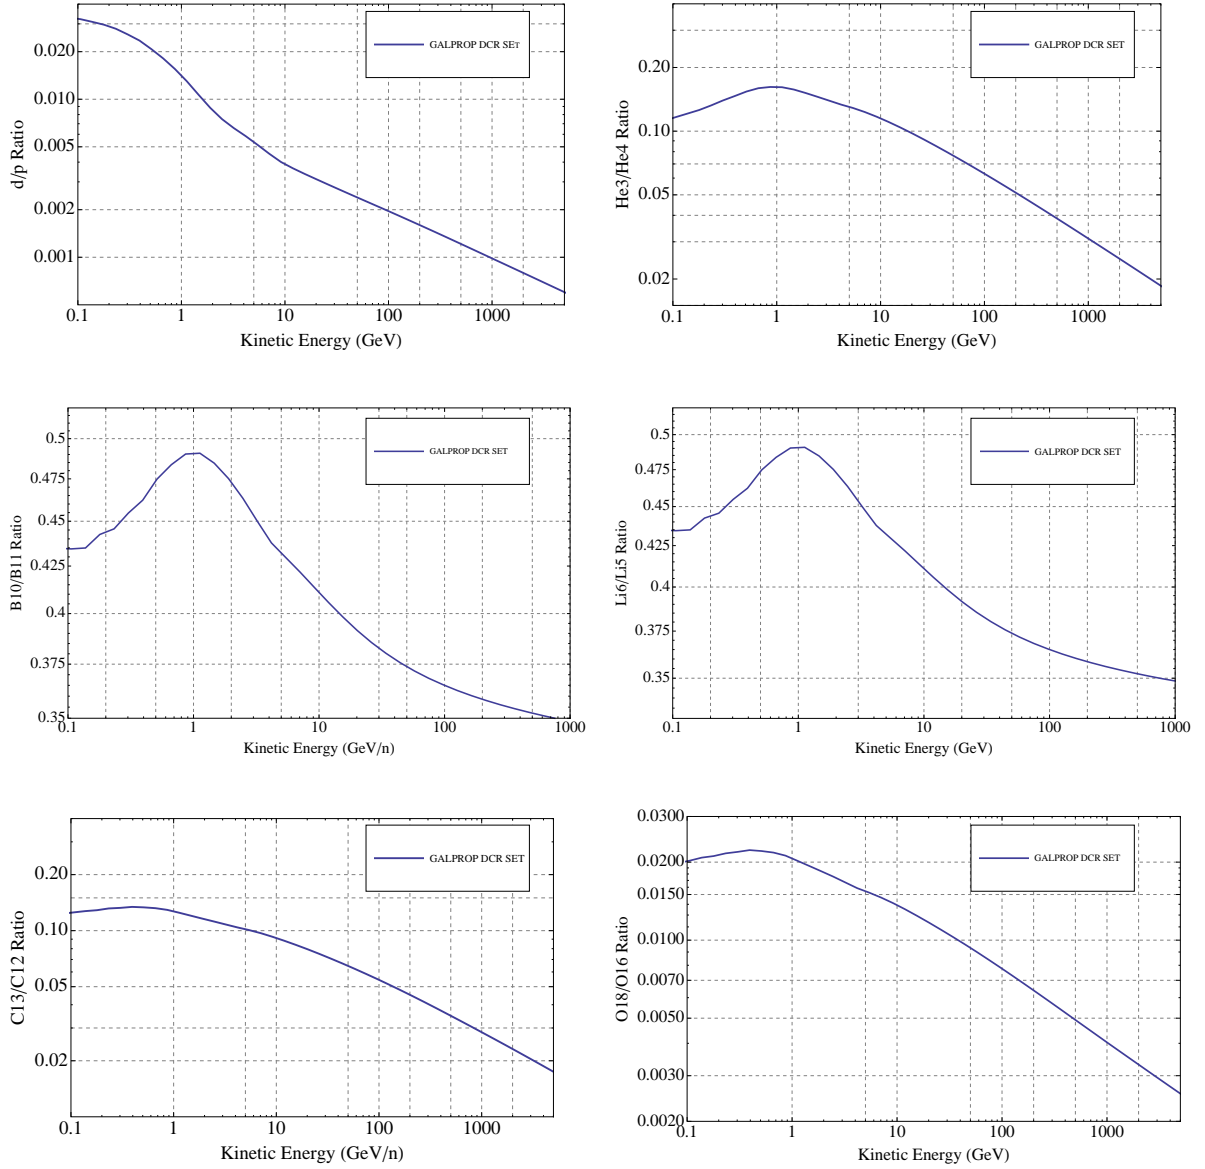 GALPROP DCR SET
0.020
0.010
0.005
0.002
0.001
d/p Ratio
0.1 1 10 100 1000
Kinetic Energy (GeV)
GALPROP DCR SET
0.20
0.10
0.05
0.02
He3/He4 Ratio
0.1 1 10 100 1000
Kinetic Energy (GeV)
GALPROP DCR SET
0.5
0.475
0.45
0.425
0.4
0.375
0.35
B10/B11 Ratio
0.1 1 10 100 1000
Kinetic Energy (GeV/n)
GALPROP DCR SET
0.5
0.475
0.45
0.425
0.4
0.375
0.35
Li6/Li5 Ratio
0.1 1 10 100 1000
Kinetic Energy (GeV)
GALPROP DCR SET
0.20
0.10
0.05
0.02
C13/C12 Ratio
0.1 1 10 100 1000
Kinetic Energy (GeV/n)
GALPROP DCR SET
0.0300
0.0200
0.0150
0.0100
0.0070
0.0050
0.0030
0.0020
O18/O16 Ratio
0.1 1 10 100 1000
Kinetic Energy (GeV)